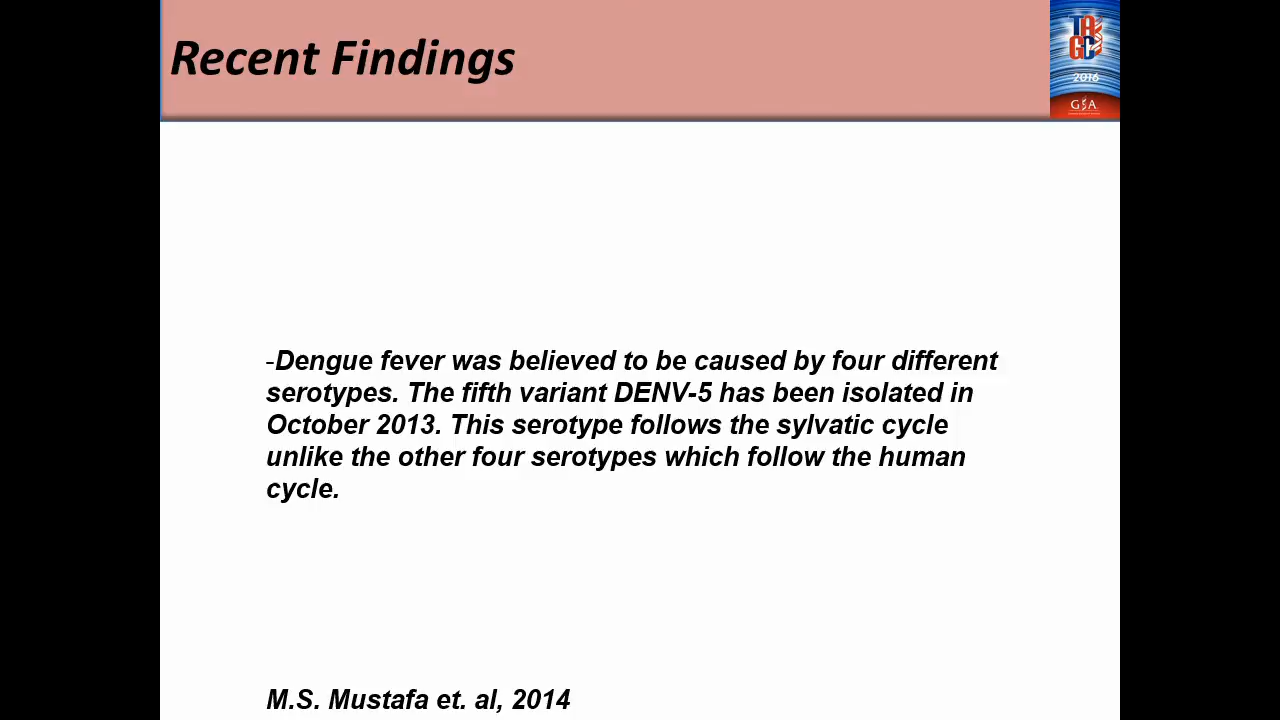 Recent Findings
TAGC
2016
GSA
-Dengue fever was believed to be caused by four different
serotypes. The fifth variant DENV-5 has been isolated in
October 2013. This serotype follows the sylvatic cycle
unlike the other four serotypes which follow the human
cycle.
M.S. Mustafa et. al, 2014